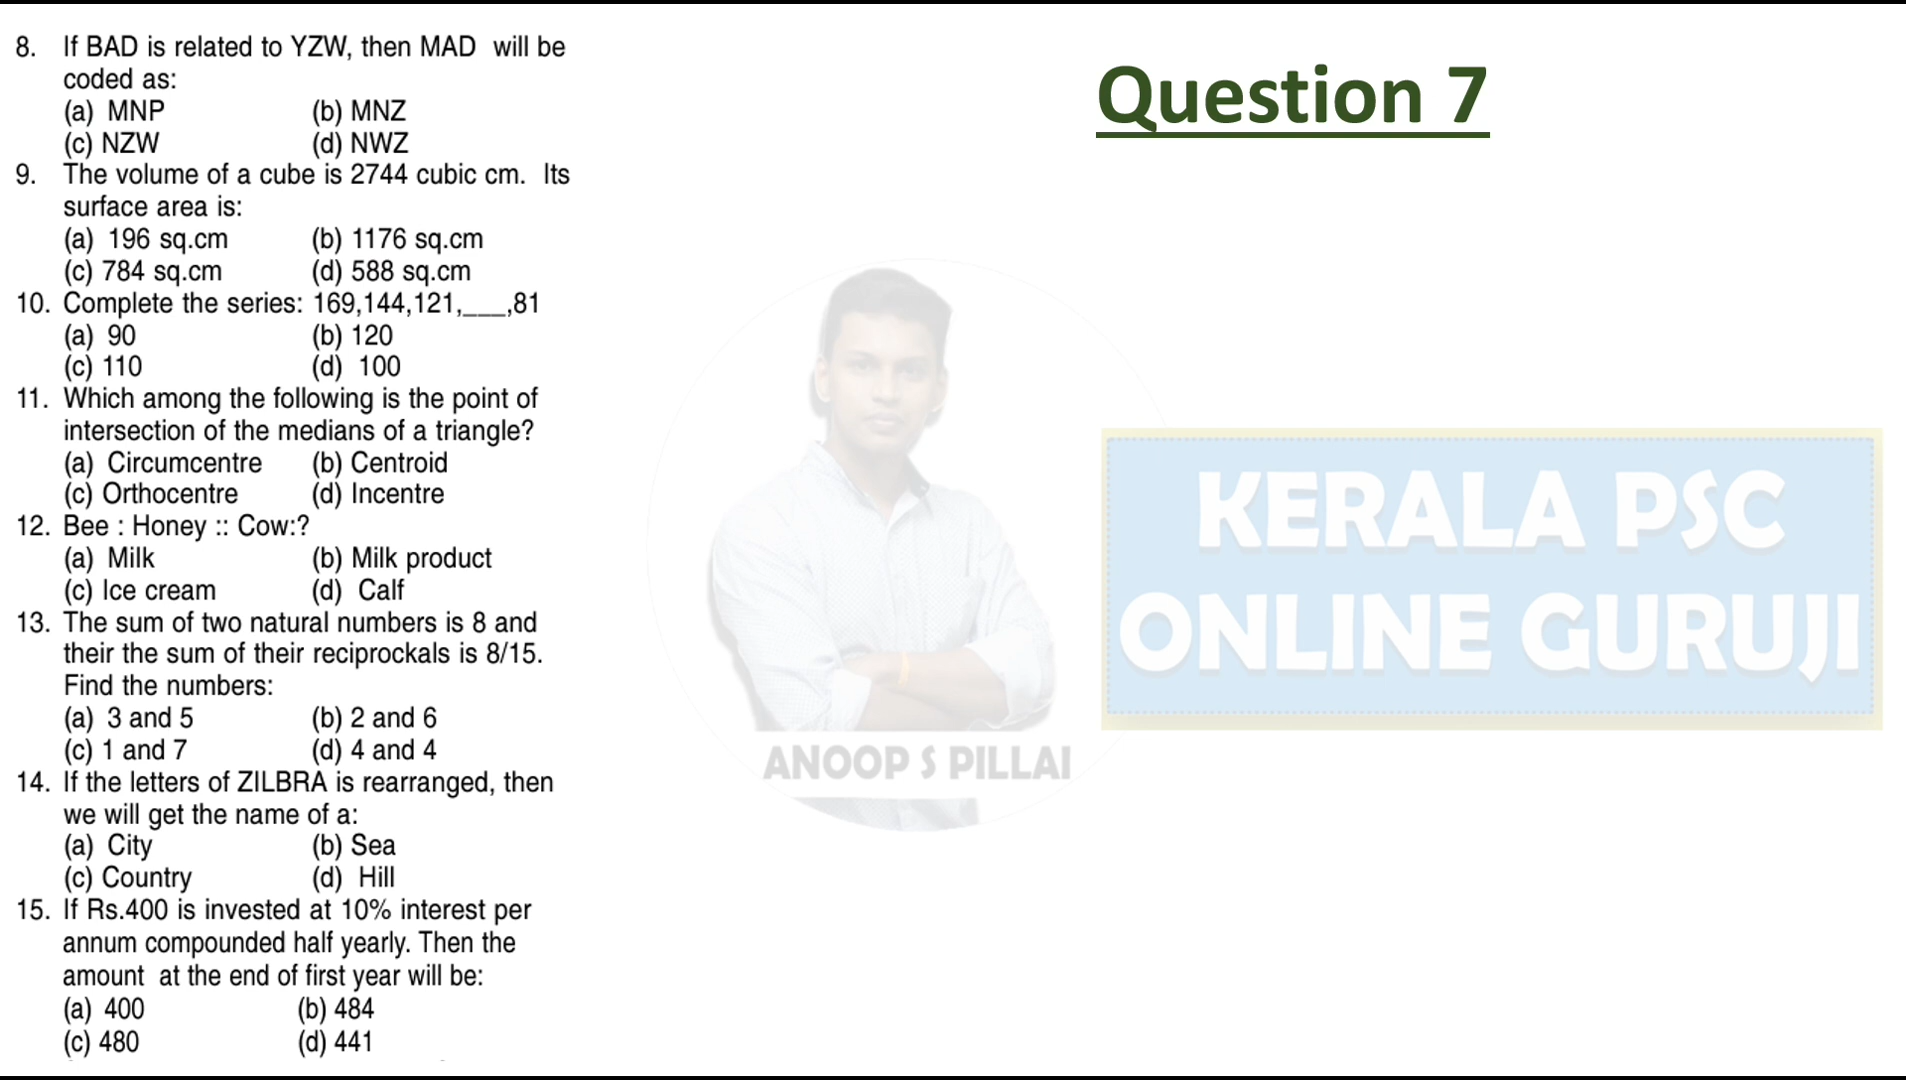 8. If BAD is related to YZW, then MAD will be
coded as:
(a) MNP (b) MNZ
(c) NZW (d) NWZ
9. The volume of a cube is 2744 cubic cm. Its
surface area is:
(a) 196 sq.cm (b) 1176 sq.cm
(c) 784 sq.cm (d) 588 sq.cm
10. Complete the series: 169,144,121,___,81
(a) 90 (b) 120
(c) 110 (d) 100
11. Which among the following is the point of
intersection of the medians of a triangle?
(a) Circumcentre (b) Centroid
(c) Orthocentre (d) Incentre
12. Bee : Honey :: Cow:?
(a) Milk (b) Milk product
(c) Ice cream (d) Calf
13. The sum of two natural numbers is 8 and
their the sum of their reciprockals is 8/15.
Find the numbers:
(a) 3 and 5 (b) 2 and 6
(c) 1 and 7 (d) 4 and 4
14. If the letters of ZILBRA is rearranged, then
we will get the name of a:
(a) City (b) Sea
(c) Country (d) Hill
15. If Rs.400 is invested at 10% interest per
annum compounded half yearly. Then the
amount at the end of first year will be:
(a) 400 (b) 484
(c) 480 (d) 441
Question 7
KERALA PSC
ONLINE GURUJI
ANOOP S PILLAI